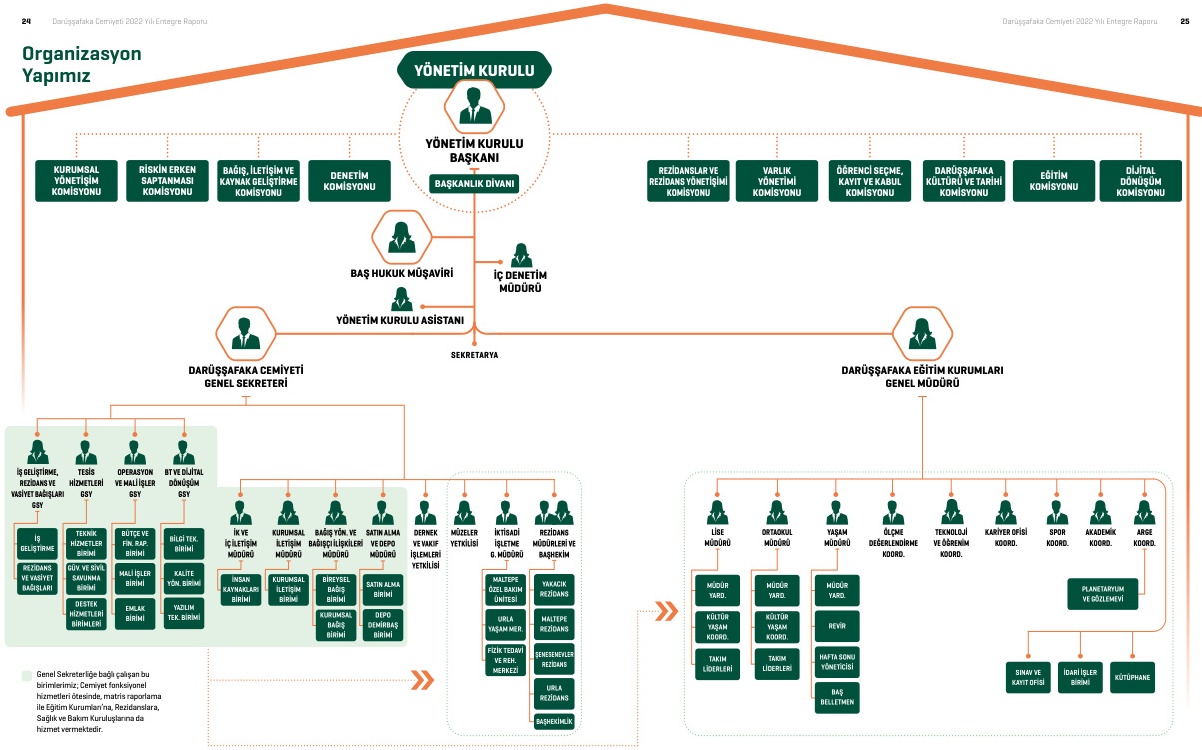 24
Darüşşafaka Cemiyeti 2022 Yılı Entegre Raporu
Darüşşafaka Cemiyeti 2022 Yılı Entegre Raporu
25
Organizasyon
Yapımız
YÖNETİM KURULU
YÖNETİM KURULU
BAŞKANI
BAŞKANLIK DİVANI
KURUMSAL
YÖNETİŞİM
KOMİSYONU
RİSKİN ERKEN
SAPTANMASI
KOMİSYONU
BAĞIŞ, İLETİŞİM VE
KAYNAK GELİŞTİRME
KOMİSYONU
DENETİM
KOMİSYONU
REZİDANSLAR VE
REZİDANS YÖNETİŞİMİ
KOMİSYONU
VARLIK
YÖNETİMİ
KOMİSYONU
ÖĞRENCİ SEÇME,
KAYIT VE KABUL
KOMİSYONU
DARÜŞŞAFAKA
KÜLTÜRÜ VE TARİHİ
KOMİSYONU
EĞİTİM
KOMİSYONU
DİJİTAL
DÖNÜŞÜM
KOMİSYONU
BAŞ HUKUK MÜŞAVİRİ
İÇ DENETİM
MÜDÜRÜ
YÖNETİM KURULU ASİSTANI
SEKRETARYA
DARÜŞŞAFAKA CEMİYETİ
GENEL SEKRETERİ
DARÜŞŞAFAKA EĞİTİM KURUMLARI
GENEL MÜDÜRÜ
İŞ GELİŞTİRME,
REZİDANS VE
VASİYET BAĞIŞLARI
GSY
TESİS
HİZMETLERİ
GSY
OPERASYON
VE MALİ İŞLER
GSY
BT VE DİJİTAL
DÖNÜŞÜM
GSY
İŞ
GELİŞTİRME
REZİDANS
VE VASİYET
BAĞIŞLARI
TEKNİK
HİZMETLER
BİRİMİ
GÜV. VE SİVİL
SAVUNMA
BİRİMİ
DESTEK
HİZMETLERİ
BİRİMLERİ
BÜTÇE VE
FİN. RAP.
BİRİMİ
MALİ İŞLER
BİRİMİ
EMLAK
BİRİMİ
BİLGİ TEK.
BİRİMİ
KALİTE
YÖN. BİRİMİ
YAZILIM
TEK. BİRİMİ
İK VE
İÇ İLETİŞİM
MÜDÜRÜ
KURUMSAL
İLETİŞİM
MÜDÜRÜ
BAĞIŞ YÖN. VE
BAĞIŞÇI İLİŞKİLERİ
MÜDÜRÜ
SATIN ALMA
VE DEPO
MÜDÜRÜ
DERNEK
VE VAKIF
İŞLEMLERİ
YETKİLİSİ
MÜZELER
YETKİLİSİ
İKTİSADİ
İŞLETME
G. MÜDÜRÜ
REZİDANS
MÜDÜRLERİ VE
BAŞHEKİM
İNSAN
KAYNAKLARI
BİRİMİ
KURUMSAL
İLETİŞİM
BİRİMİ
BİREYSEL
BAĞIŞ
BİRİMİ
KURUMSAL
BAĞIŞ
BİRİMİ
SATIN ALMA
BİRİMİ
DEPO
DEMİRBAŞ
BİRİMİ
MALTEPE
ÖZEL BAKIM
ÜNİTESİ
URLA
YAŞAM MER.
FİZİK TEDAVİ
VE REH.
MERKEZİ
YAKACIK
REZİDANS
MALTEPE
REZİDANS
ŞENESENEVLER
REZİDANS
URLA
REZİDANS
BAŞHEKİMLİK
LİSE
MÜDÜRÜ
ORTAOKUL
MÜDÜRÜ
YAŞAM
MÜDÜRÜ
ÖLÇME
DEĞERLENDİRME
KOORD.
TEKNOLOJİ
VE ÖĞRENİM
KOORD.
KARİYER OFİSİ
KOORD.
SPOR
KOORD.
AKADEMİK
KOORD.
ARGE
KOORD.
MÜDÜR
YARD.
KÜLTÜR
YAŞAM
KOORD.
TAKIM
LİDERLERİ
MÜDÜR
YARD.
KÜLTÜR
YAŞAM
KOORD.
TAKIM
LİDERLERİ
MÜDÜR
YARD.
REVİR
HAFTA SONU
YÖNETİCİSİ
BAŞ
BELLETMEN
PLANETARYUM
VE GÖZLEMEVİ
SINAV VE
KAYIT OFİSİ
İDARİ İŞLER
BİRİMİ
KÜTÜPHANE
Genel Sekreterliğe bağlı çalışan bu
birimlerimiz; Cemiyet fonksiyonel
hizmetleri ötesinde, matris raporlama
ile Eğitim Kurumları'na, Rezidanslara,
Sağlık ve Bakım Kuruluşlarına da
hizmet vermektedir.